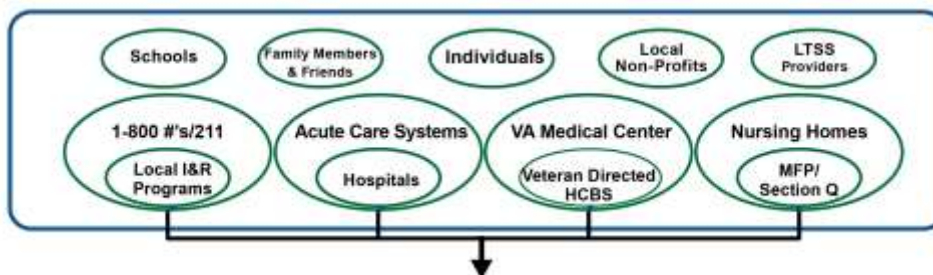 Schools
Family Members
& Friends
Individuals
Local
Non-Profits
LTSS
Providers
1-800 #'s/211
Local I&R
Programs
Acute Care Systems
Hospitals
VA Medical Center
Veteran Directed
HCBS
Nursing Homes
MFP/
Section Q